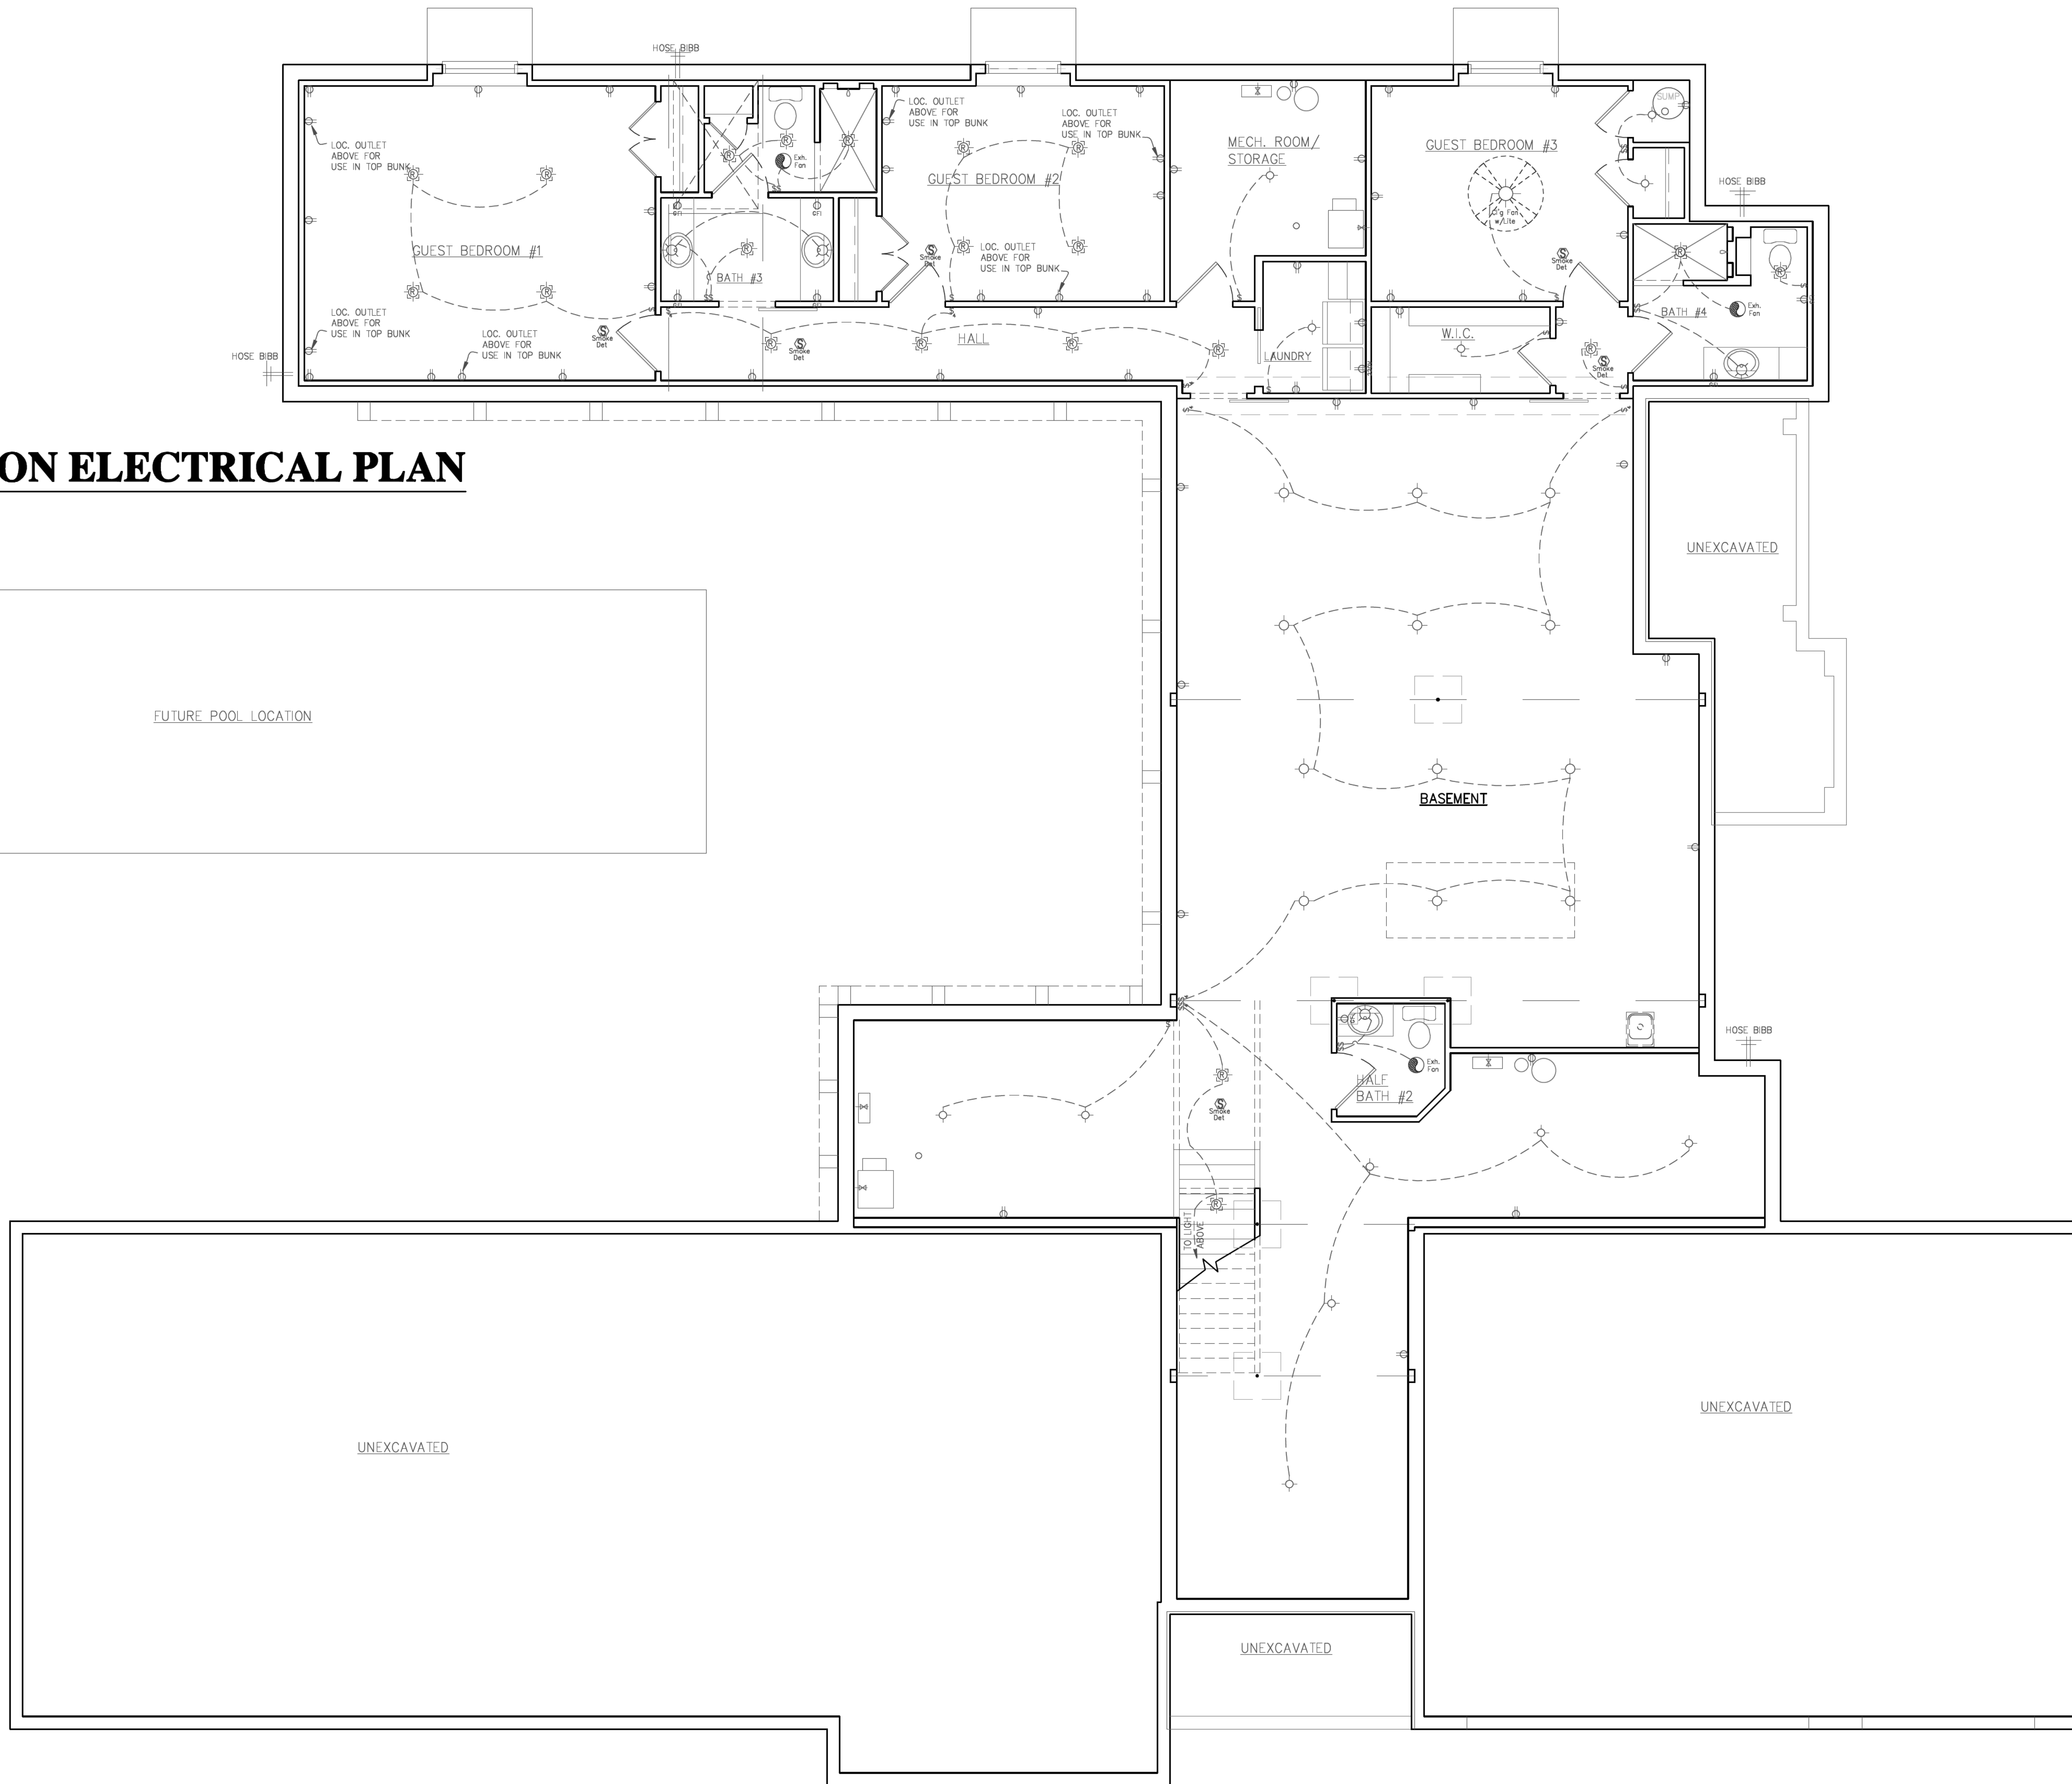 HOSE BIBB
LOC. OUTLET
ABOVE FOR
USE IN TOP BUNK
GUEST BEDROOM #1
LOC. OUTLET
ABOVE FOR
USE IN TOP BUNK
LOC. OUTLET
ABOVE FOR
USE IN TOP BUNK
HOSE BIBB
Smoke
Det
Exh.
Fan
GFI
GFI
BATH #3
GFI
GFI
LOC. OUTLET
ABOVE FOR
USE IN TOP BUNK
LOC. OUTLET
ABOVE FOR
USE IN TOP BUNK
GUEST BEDROOM #2
LOC. OUTLET
ABOVE FOR
USE IN TOP BUNK
Smoke
Det
Smoke
Det
HALL
MECH. ROOM/
STORAGE
LAUNDRY
GUEST BEDROOM #3
Cl'g Fan
w/Lite
Smoke
Det
SUMP
HOSE BIBB
W.I.C.
Smoke
Det
BATH #4
Exh.
Fan
ON ELECTRICAL PLAN
UNEXCAVATED
FUTURE POOL LOCATION
BASEMENT
HOSE BIBB
Exh.
Fan
HALF
BATH #2
Smoke
Det
TO LIGHT
ABOVE
UNEXCAVATED
UNEXCAVATED
UNEXCAVATED